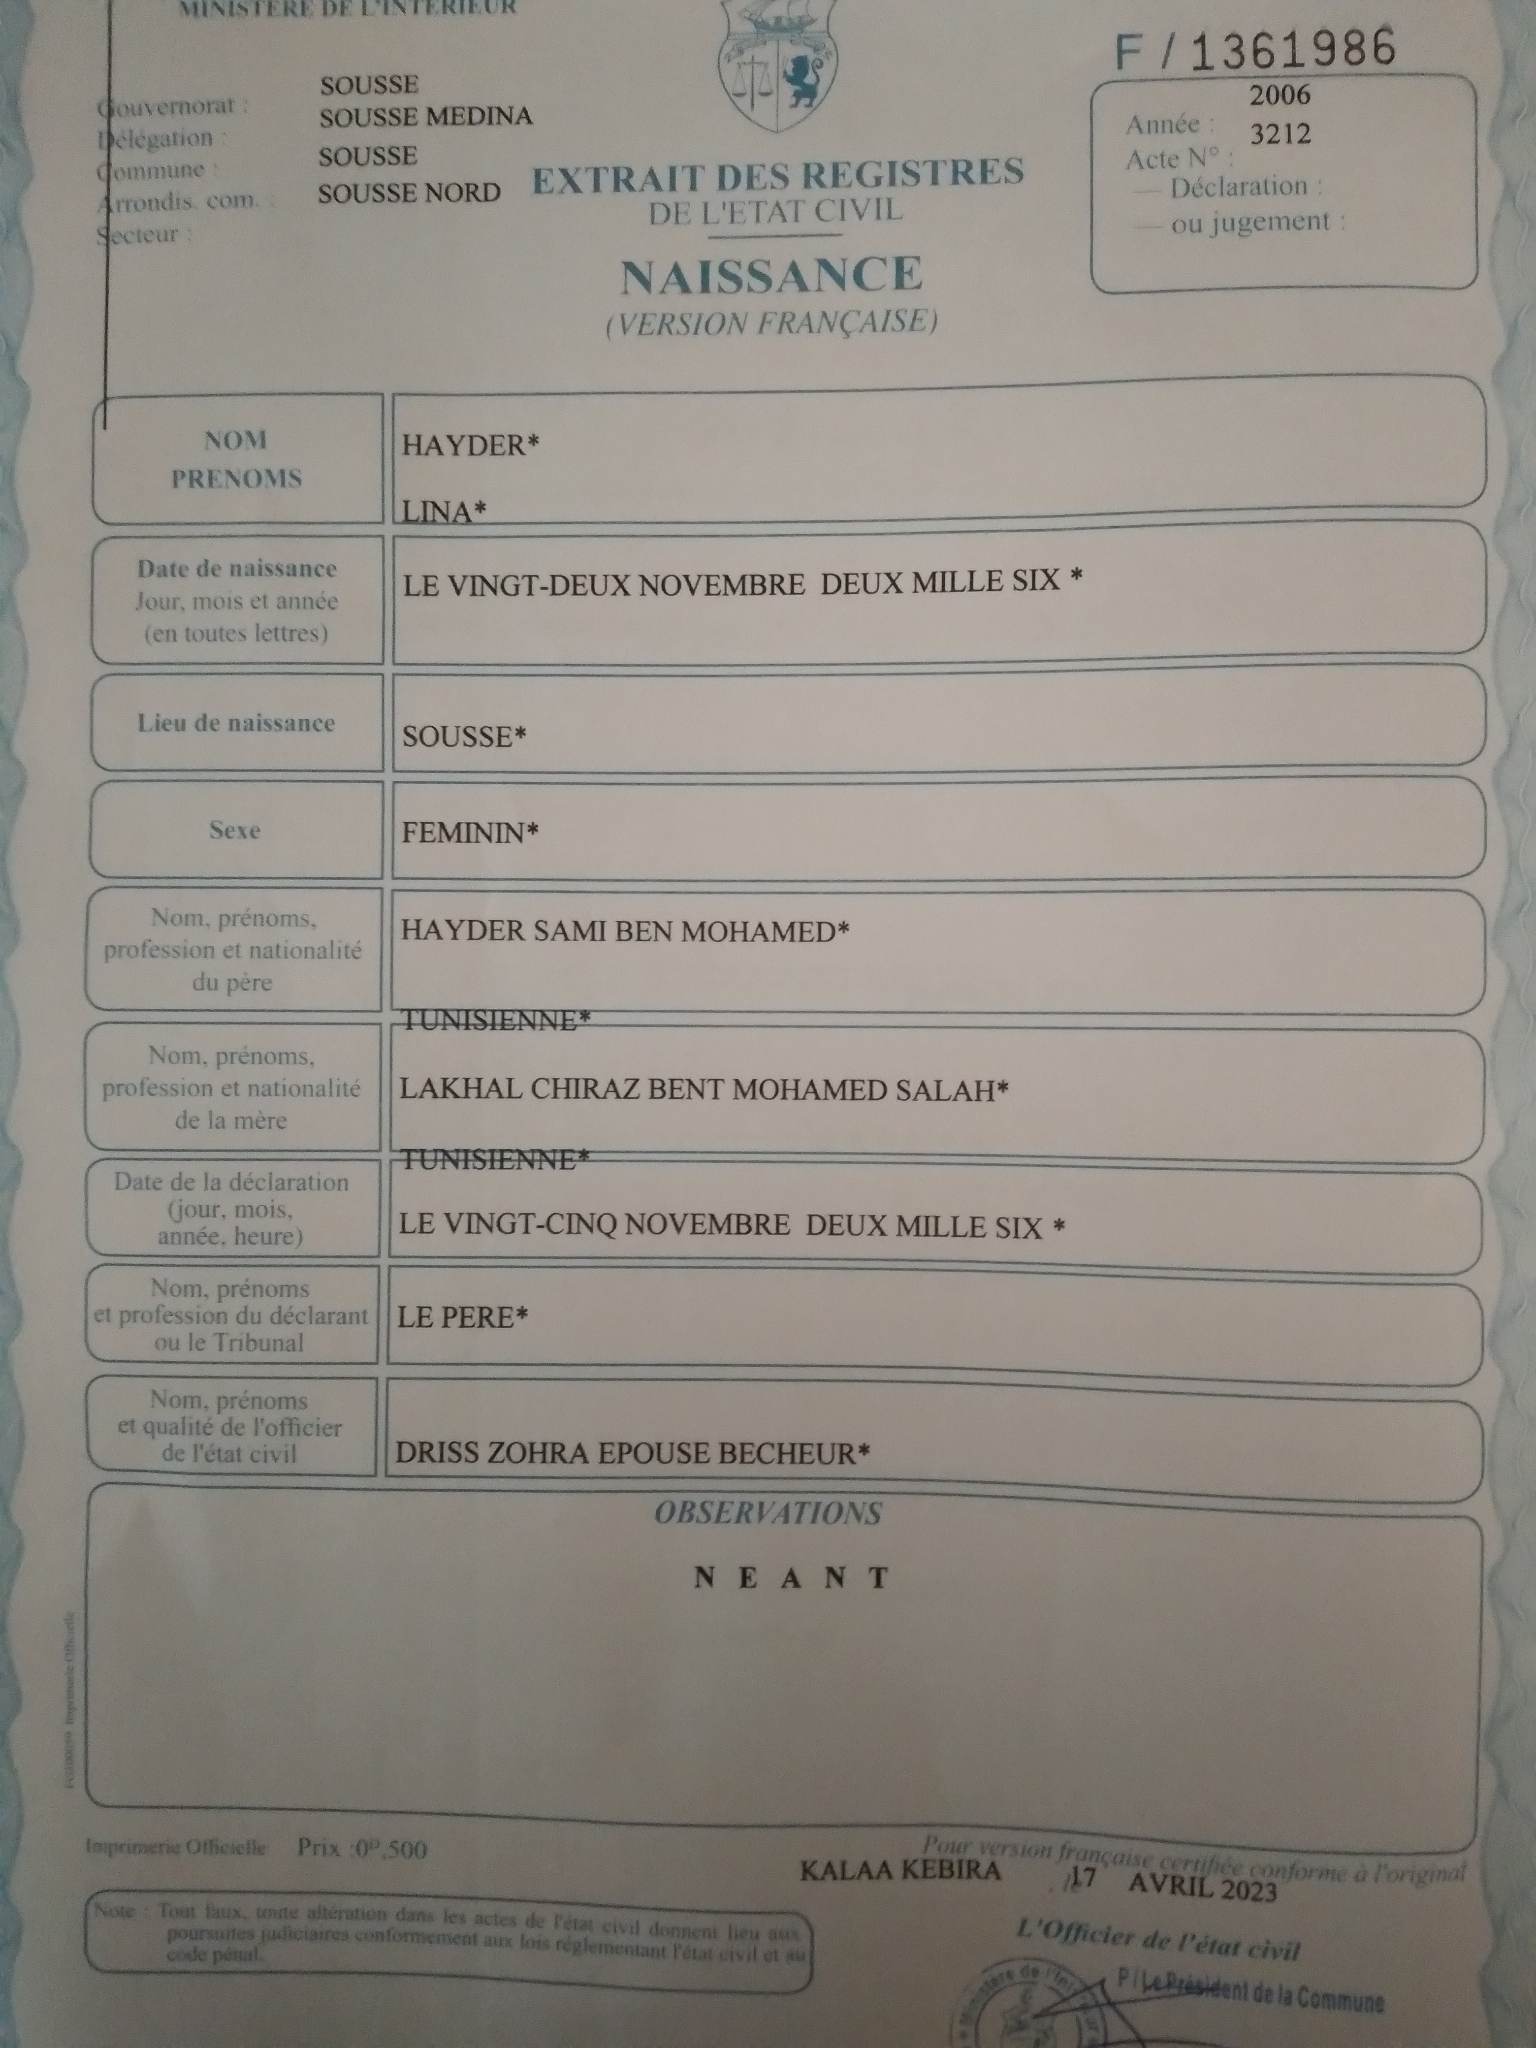 MINISTERE DE L'INTERIEUR
F / 1361986
Gouvernorat : SOUSSE
Délégation : SOUSSE MEDINA
Commune : SOUSSE
Arrondis. com. : SOUSSE NORD
Secteur :
EXTRAIT DES REGISTRES
DE L'ETAT CIVIL
NAISSANCE
(VERSION FRANÇAISE)
Année : 2006
Acte N° : 3212
— Déclaration :
— ou jugement :
NOM
PRENOMS
HAYDER*
LINA*
Date de naissance
Jour, mois et année
(en toutes lettres)
LE VINGT-DEUX NOVEMBRE DEUX MILLE SIX *
Lieu de naissance
SOUSSE*
Sexe
FEMININ*
Nom, prénoms,
profession et nationalité
du père
HAYDER SAMI BEN MOHAMED*
TUNISIENNE*
Nom, prénoms,
profession et nationalité
de la mère
LAKHAL CHIRAZ BENT MOHAMED SALAH*
TUNISIENNE*
Date de la déclaration
(jour, mois,
année, heure)
LE VINGT-CINQ NOVEMBRE DEUX MILLE SIX *
Nom, prénoms
et profession du déclarant
ou le Tribunal
LE PERE*
Nom, prénoms
et qualité de l'officier
de l'état civil
DRISS ZOHRA EPOUSE BECHEUR*
OBSERVATIONS
N E A N T
Imprimerie Officielle
Imprimerie Officielle Prix :0ᴰ,500
Pour version française certifiée conforme à l'original
KALAA KEBIRA le 17 AVRIL 2023
Note : Tout faux, toute altération dans les actes de l'état civil donnent lieu aux
poursuites judiciaires conformement aux lois réglementant l'état civil et au
code pénal.
L'Officier de l'état civil
P / Le Président de la Commune
Ministère de l'Intérieur